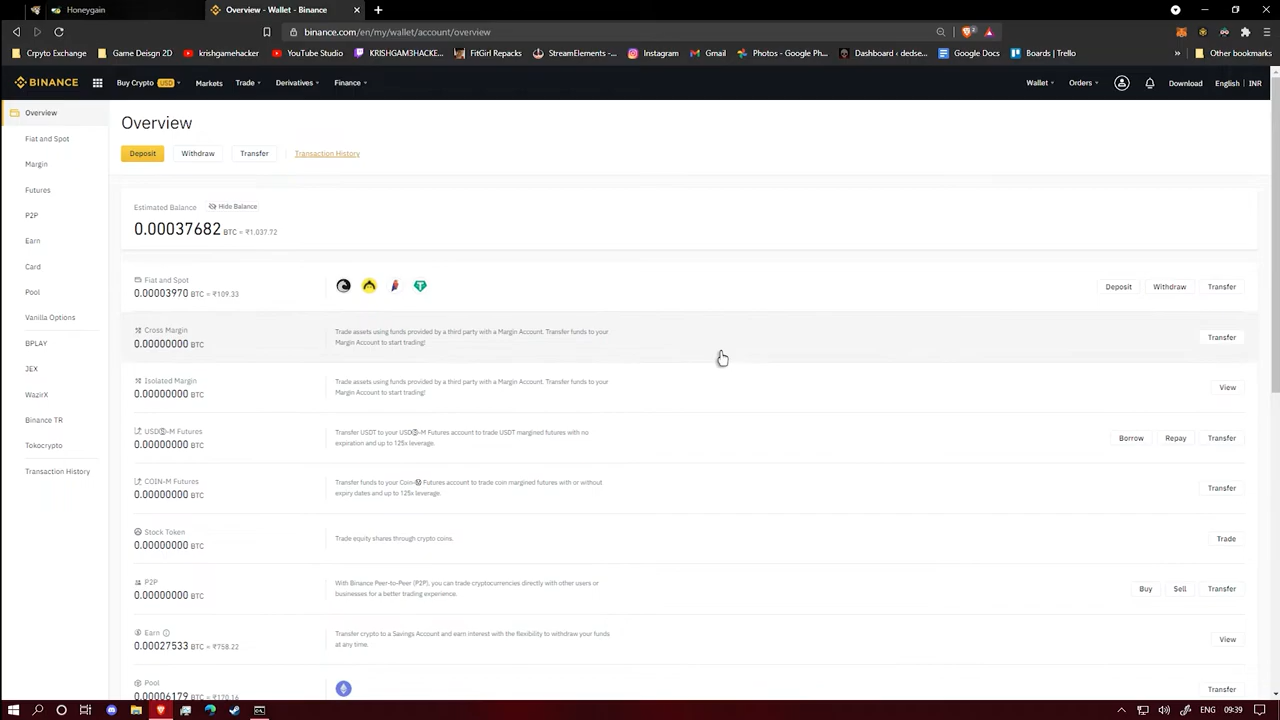 Honeygain
Overview - Wallet - Binance
binance.com/en/my/wallet/account/overview
Crypto Exchange
Game Design 2D
krishgamehacker
YouTube
KRISHGAM3HACKER
FitGirl Repacks
Streamelements - ...
Instagram
Gmail
Photos - Google Ph...
Dashboard ‹ dedse...
Google Docs
Boards | Trello
Other bookmarks
BINANCE
Buy Crypto USD
Markets
Trade
Derivatives
Finance
Wallet
Orders
Download
English | INR
Overview
Fiat and Spot
Margin
Futures
P2P
Earn
Card
Pool
Vanilla Options
BPLAY
JEX
WazirX
Binance TR
Tokocrypto
Transaction History
Overview
Deposit
Withdraw
Transfer
Transaction History
Estimated Balance
Hide Balance
0.00037682 BTC ≈ ₹1,037.72
Fiat and Spot
0.00003970 BTC ≈ ₹109.33
Deposit
Withdraw
Transfer
Cross Margin
0.00000000 BTC
Trade assets using funds provided by a third party with a Margin Account. Transfer funds to your
Margin Account to start trading!
Transfer
Isolated Margin
0.00000000 BTC
Trade assets using funds provided by a third party with a Margin Account. Transfer funds to your
Margin Account to start trading!
View
USDⓈ-M Futures
0.00000000 BTC
Transfer USDT to your USDⓈ-M Futures account to trade USDT margined futures with no
expiration and up to 125x leverage.
Borrow
Repay
Transfer
COIN-M Futures
0.00000000 BTC
Transfer funds to your Coin-Ⓜ Futures account to trade coin margined futures with or without
expiry dates and up to 125x leverage.
Transfer
Stock Token
0.00000000 BTC
Trade equity shares through crypto coins.
Trade
P2P
0.00000000 BTC
With Binance Peer-to-Peer (P2P), you can trade cryptocurrencies directly with other users or
businesses for a better trading experience.
Buy
Sell
Transfer
Earn
0.00027533 BTC ≈ ₹758.22
Transfer crypto to a Savings Account and earn interest with the flexibility to withdraw your funds
at any time.
View
Pool
0.00006179 BTC ≈ ₹170.16
Transfer
ENG
09:39